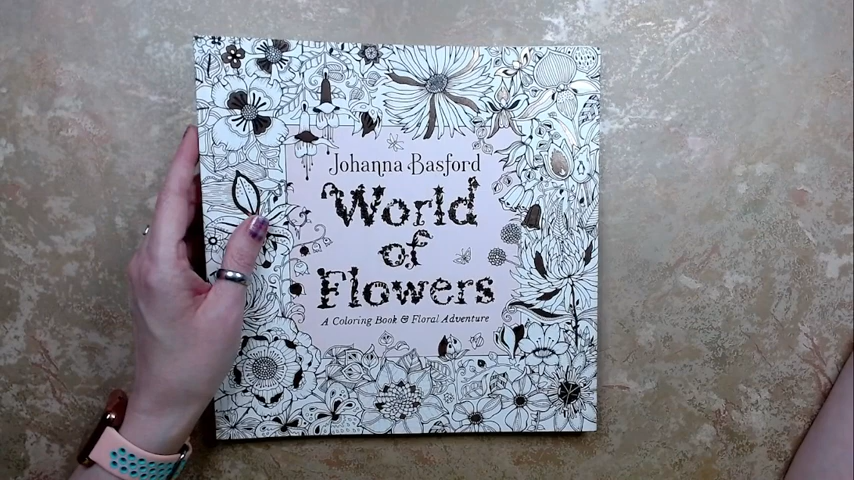 Johanna Basford
World
of
Flowers
A Coloring Book & Floral Adventure